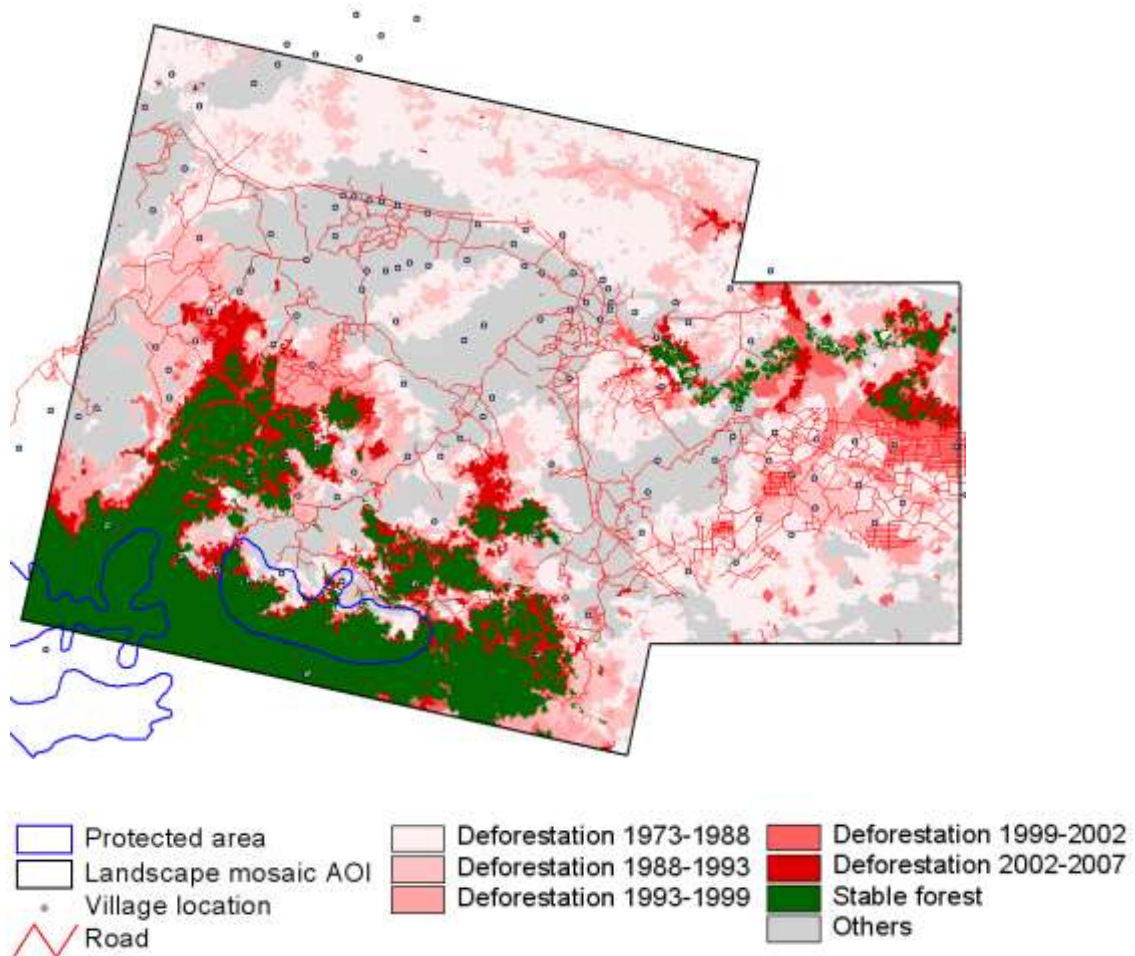 Protected area
Landscape mosaic AOI
Village location
Road
Deforestation 1973-1988
Deforestation 1988-1993
Deforestation 1993-1999
Deforestation 1999-2002
Deforestation 2002-2007
Stable forest
Others